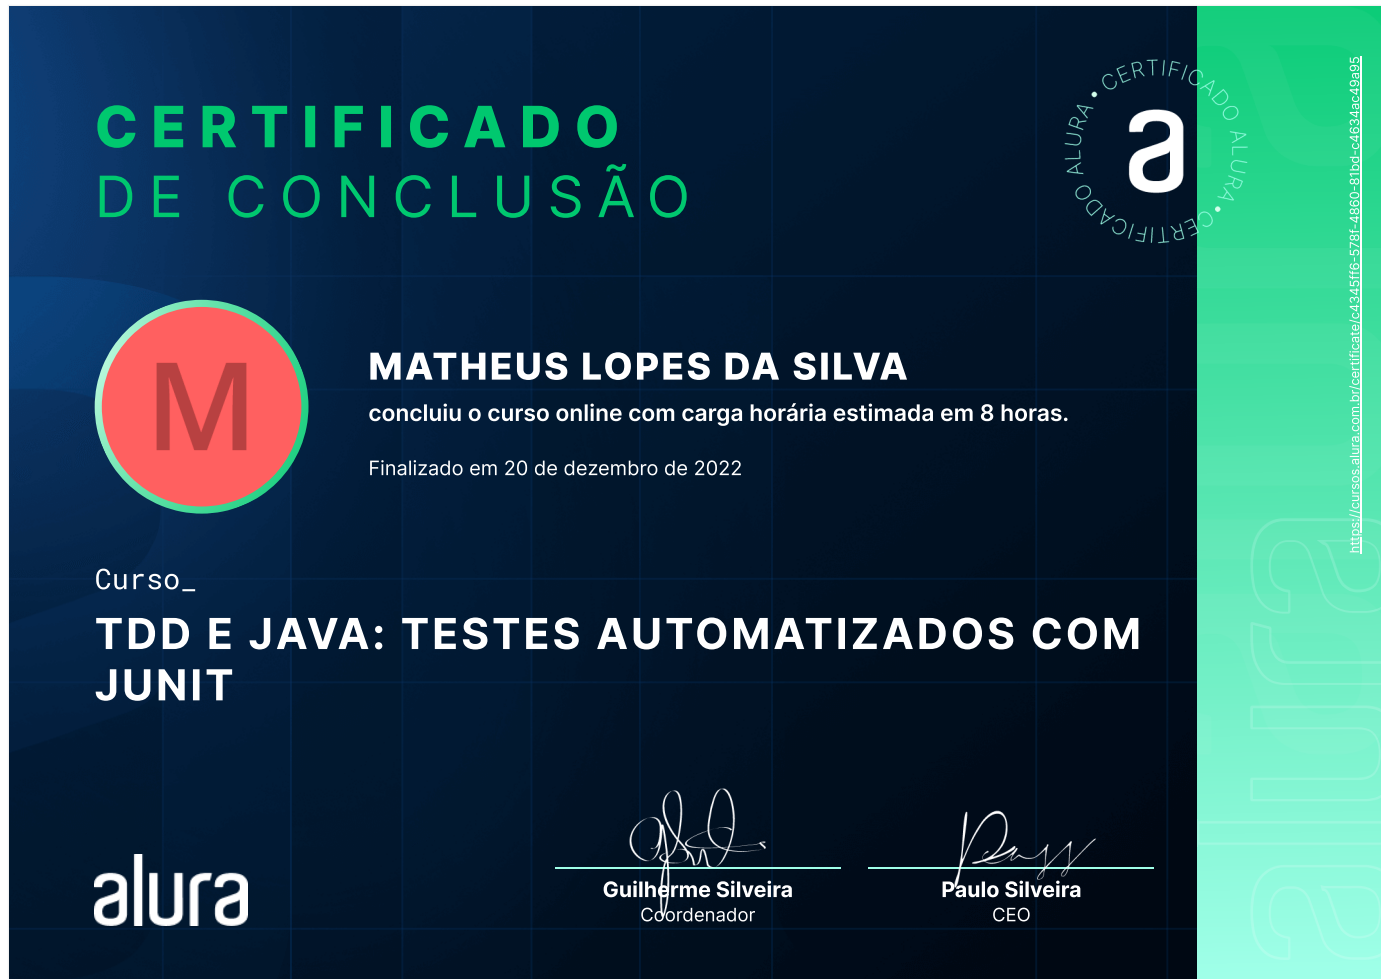 CERTIFICADO
DE CONCLUSÃO
CERTIFICADO ALURA • CERTIFICADO ALURA •
a
M
MATHEUS LOPES DA SILVA
concluiu o curso online com carga horária estimada em 8 horas.
Finalizado em 20 de dezembro de 2022
Curso_
TDD E JAVA: TESTES AUTOMATIZADOS COM
JUNIT
alura
Guilherme Silveira
Coordenador
Paulo Silveira
CEO
https://cursos.alura.com.br/certificate/c4345ff6-578f-4860-81bd-c4634ac49a95
alura